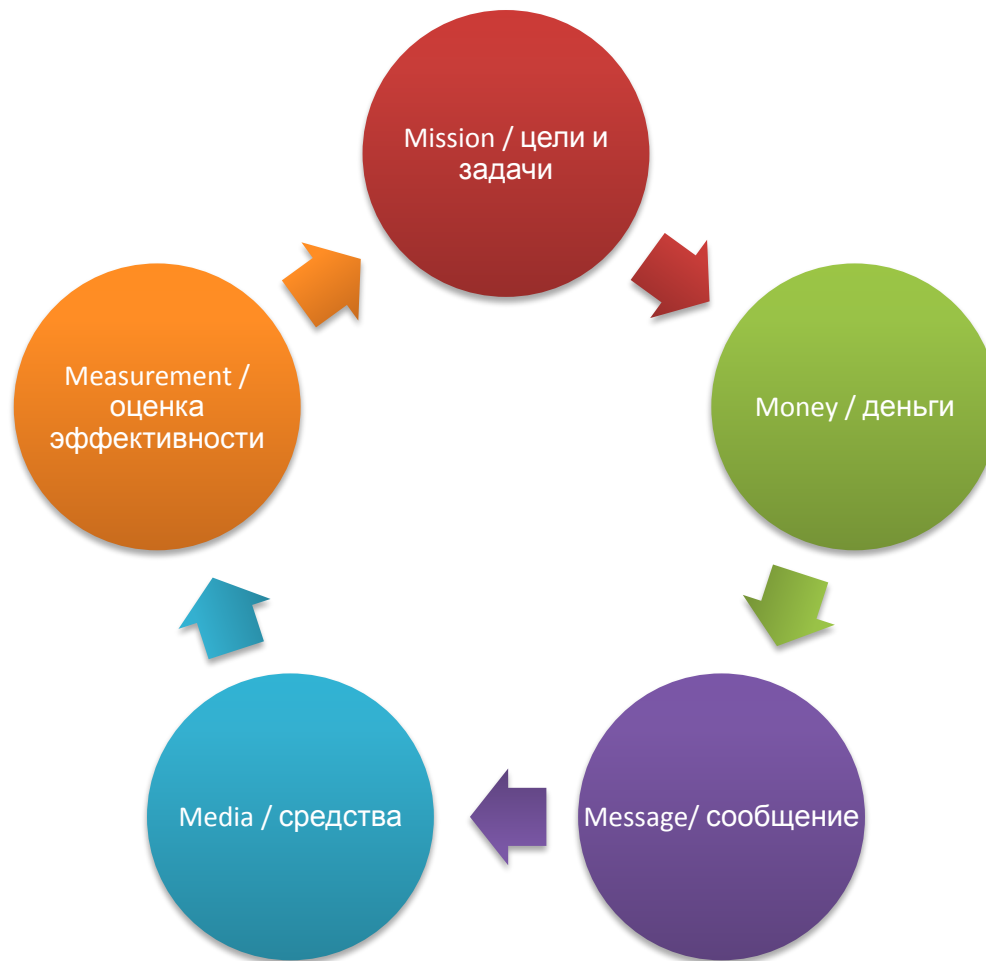 Mission / цели и
задачи
Money / деньги
Message/ сообщение
Media / средства
Measurement /
оценка
эффективности